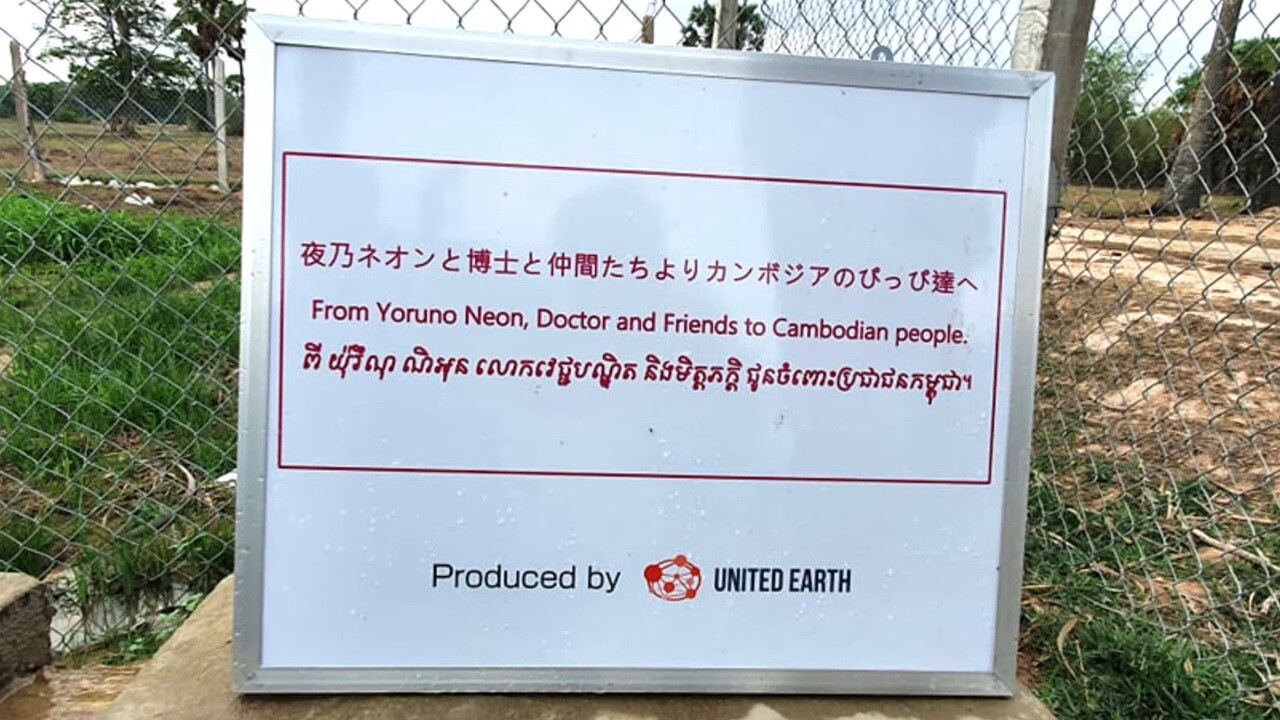 夜乃ネオンと博士と仲間たちよりカンボジアのぴっぴ達へ
From Yoruno Neon, Doctor and Friends to Cambodian people.
ពី យ៉ូរីណុ ណិអុន លោកវេជ្ជបណ្ឌិត និងមិត្តភក្តិ ជូនចំពោះប្រជាជនកម្ពុជា។
Produced by UNITED EARTH